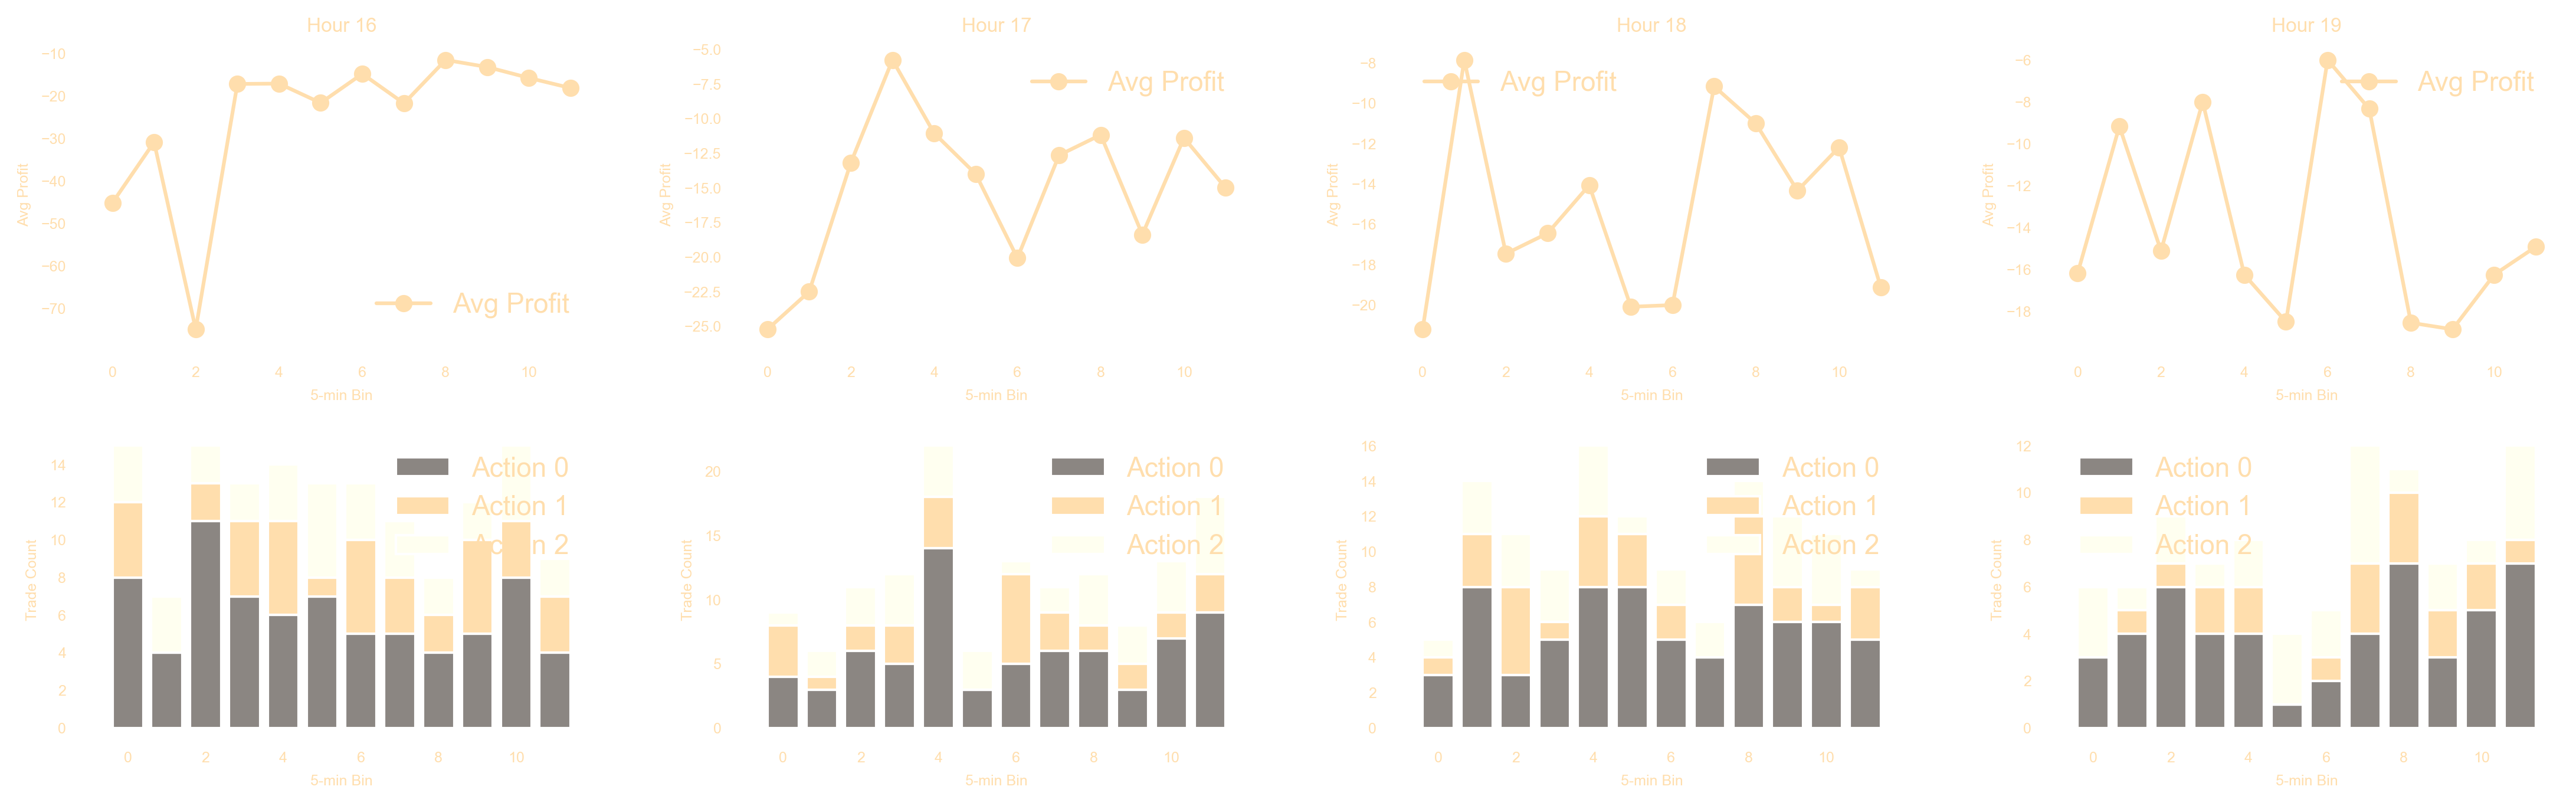 Hour 16
Avg Profit
−10
−20
−30
−40
−50
−60
−70
Avg Profit
0 2 4 6 8 10
5-min Bin
Hour 17
Avg Profit
−5.0
−7.5
−10.0
−12.5
−15.0
−17.5
−20.0
−22.5
−25.0
Avg Profit
0 2 4 6 8 10
5-min Bin
Hour 18
Avg Profit
−8
−10
−12
−14
−16
−18
−20
Avg Profit
0 2 4 6 8 10
5-min Bin
Hour 19
Avg Profit
−6
−8
−10
−12
−14
−16
−18
Avg Profit
0 2 4 6 8 10
5-min Bin
Trade Count
14
12
10
8
6
4
2
0
Action 0
Action 1
Action 2
0 2 4 6 8 10
5-min Bin
Trade Count
20
15
10
5
0
Action 0
Action 1
Action 2
0 2 4 6 8 10
5-min Bin
Trade Count
16
14
12
10
8
6
4
2
0
Action 0
Action 1
Action 2
0 2 4 6 8 10
5-min Bin
Trade Count
12
10
8
6
4
2
0
Action 0
Action 1
Action 2
0 2 4 6 8 10
5-min Bin